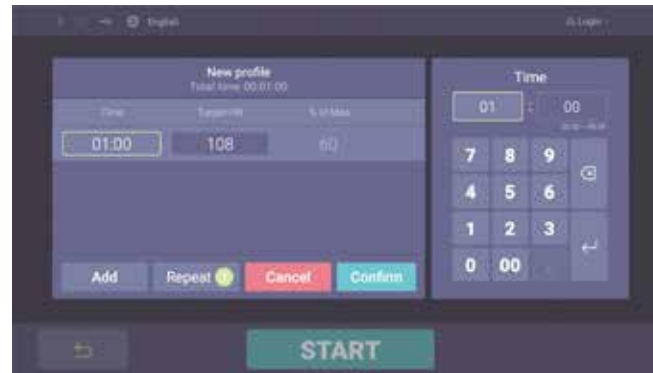 English
Login
New profile
Total time 00:01:00
Time
Target HR
% of Max
01:00
108
60
Add
Repeat
Cancel
Confirm
Time
01 : 00
7 8 9
4 5 6
1 2 3
0 00 .
START